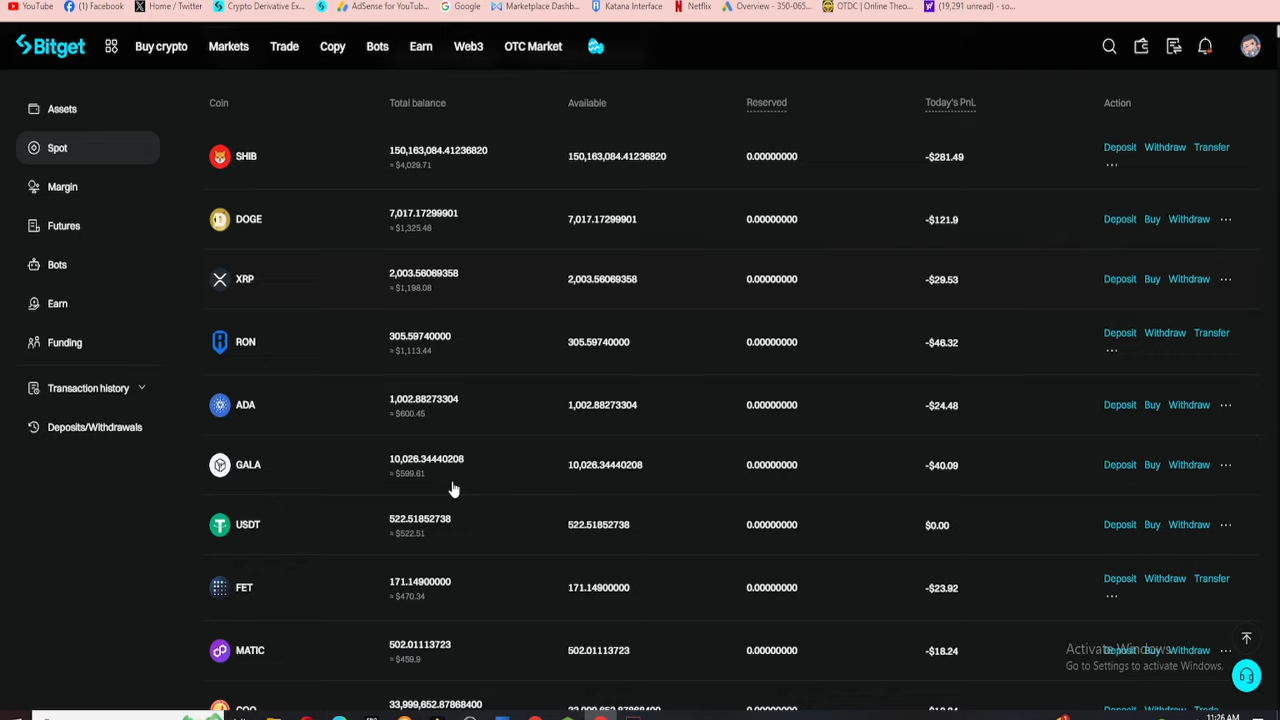 YouTube (1) Facebook Home / Twitter Crypto Derivative Ex... AdSense for YouTub... Google Marketplace Dashb... Katana Interface Netflix Overview - 350-065... OTDC | Online Theo... (19,291 unread) - so...
Bitget Buy crypto Markets Trade Copy Bots Earn Web3 OTC Market
Assets
Spot
Margin
Futures
Bots
Earn
Funding
Transaction history
Deposits/Withdrawals
Coin Total balance Available Reserved Today's PnL Action
SHIB 150,163,084.41236820 150,163,084.41236820 0.00000000 -$281.49 Deposit Withdraw Transfer ...
≈ $4,029.71
DOGE 7,017.17299901 7,017.17299901 0.00000000 -$121.9 Deposit Buy Withdraw ...
≈ $1,325.48
XRP 2,003.56069358 2,003.56069358 0.00000000 -$29.53 Deposit Buy Withdraw ...
≈ $1,198.08
RON 305.59740000 305.59740000 0.00000000 -$46.32 Deposit Withdraw Transfer ...
≈ $1,113.44
ADA 1,002.88273304 1,002.88273304 0.00000000 -$24.48 Deposit Buy Withdraw ...
≈ $600.45
GALA 10,026.34440208 10,026.34440208 0.00000000 -$40.09 Deposit Buy Withdraw ...
≈ $599.61
USDT 522.51852738 522.51852738 0.00000000 $0.00 Deposit Buy Withdraw ...
≈ $522.51
FET 171.14900000 171.14900000 0.00000000 -$23.92 Deposit Withdraw Transfer ...
≈ $470.34
MATIC 502.01113723 502.01113723 0.00000000 -$18.24 Deposit Buy Withdraw ...
≈ $459.9
Activate Windows
Go to Settings to activate Windows.
33,999,652.87868400
11:26 AM